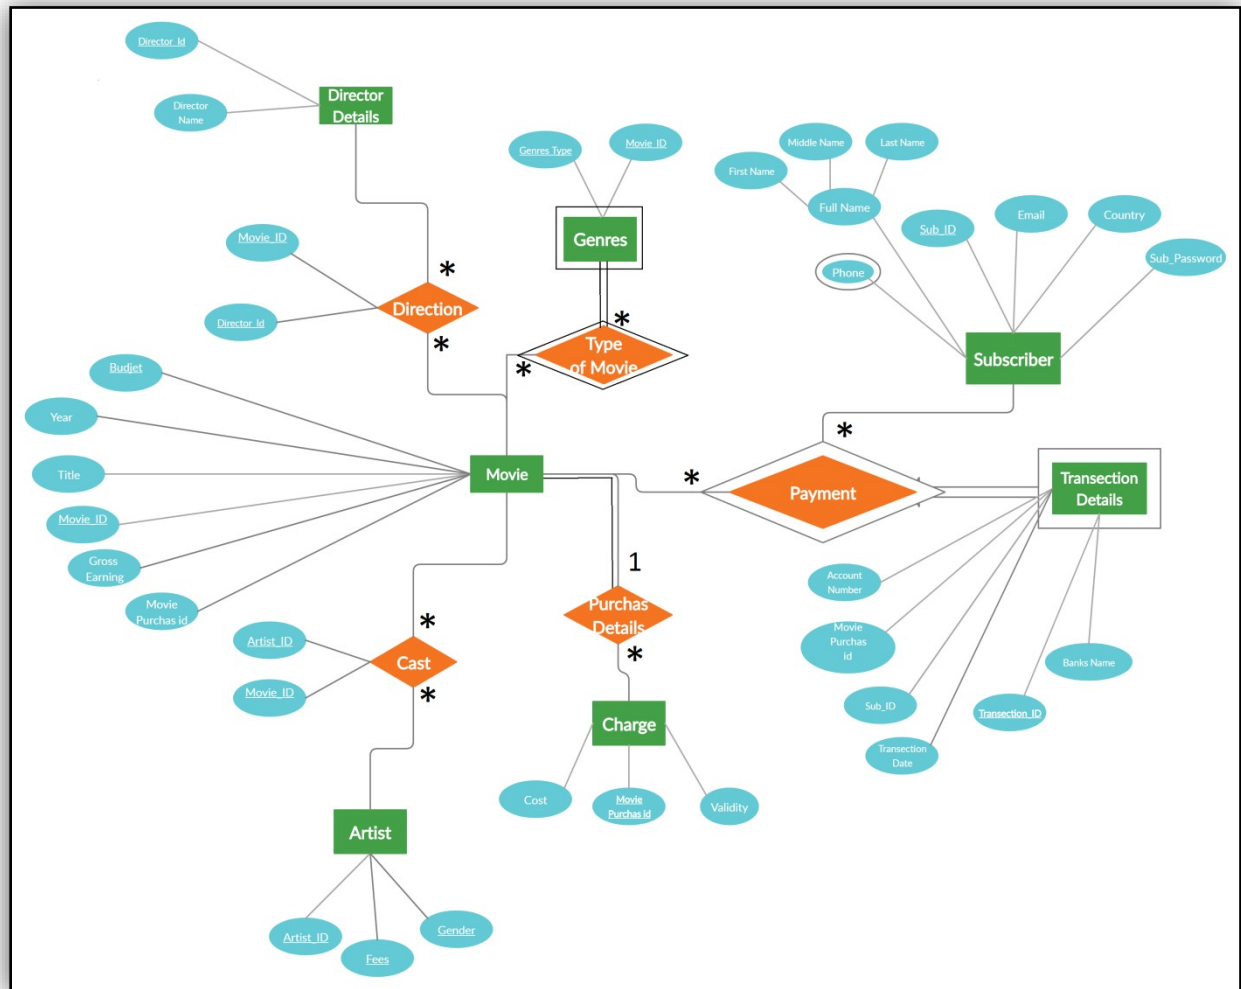 Director_Id
Director
Details
Director
Name
Genres Type
Movie_ID
Middle Name
Last Name
First Name
Full Name
Sub_ID
Email
Country
Sub_Password
Phone
Genres
Movie_ID
*
Direction
Director_Id
*
*
Type
of Movie
*
Subscriber
Budjet
Year
Title
Movie_ID
Gross
Earning
Movie
Purchas id
Movie
*
*
Payment
Transection
Details
1
Purchas
Details
*
Account
Number
Movie
Purchas
id
Sub_ID
Transection
Date
Transection_ID
Banks Name
*
Artist_ID
Cast
Movie_ID
*
Charge
Cost
Movie
Purchas id
Validity
Artist
Artist_ID
Fees
Gender